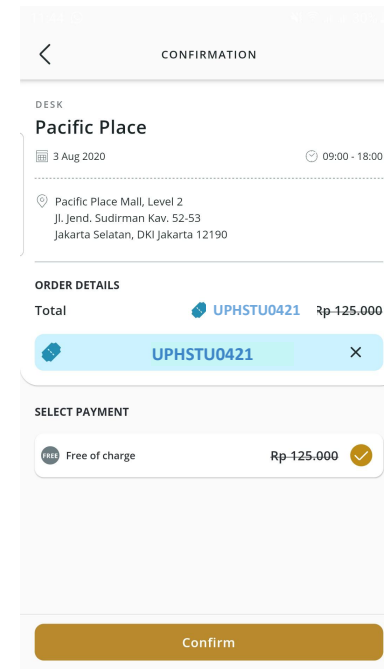 CONFIRMATION
DESK
Pacific Place
3 Aug 2020 09:00 - 18:00
Pacific Place Mall, Level 2
Jl. Jend. Sudirman Kav. 52-53
Jakarta Selatan, DKI Jakarta 12190
ORDER DETAILS
Total UPHSTU0421 Rp 125.000
UPHSTU0421 ×
SELECT PAYMENT
FREE Free of charge Rp 125.000
Confirm